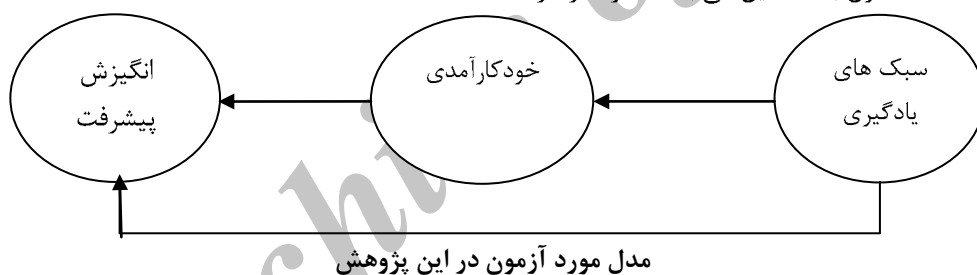 سبک های
یادگیری
خودکارآمدی
انگیزش
پیشرفت
مدل مورد آزمون در این پژوهش